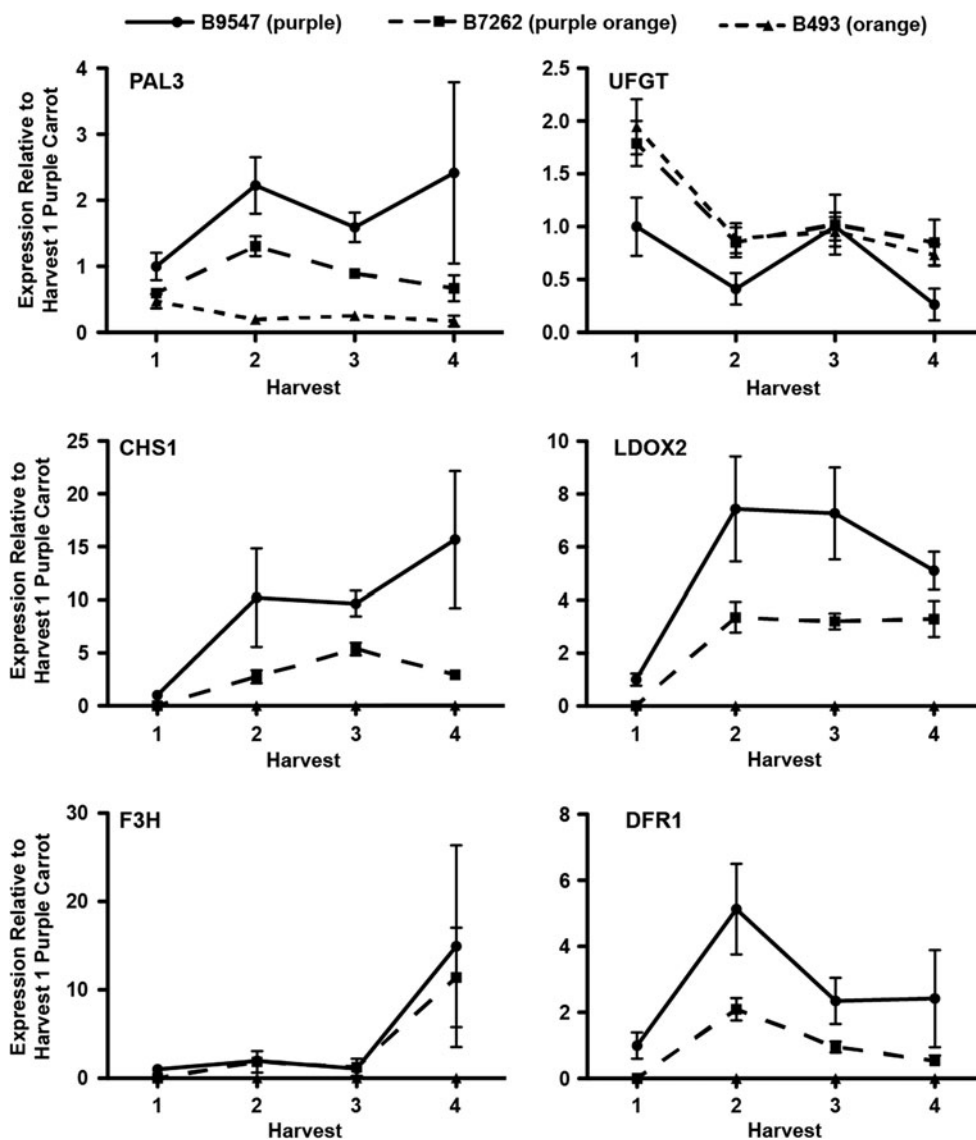 B9547 (purple) B7262 (purple orange) B493 (orange)
PAL3
Expression Relative to
Harvest 1 Purple Carrot
4
3
2
1
0
1 2 3 4
Harvest
UFGT
2.5
2.0
1.5
1.0
0.5
0.0
1 2 3 4
Harvest
CHS1
Expression Relative to
Harvest 1 Purple Carrot
25
20
15
10
5
0
1 2 3 4
Harvest
LDOX2
10
8
6
4
2
0
1 2 3 4
Harvest
F3H
Expression Relative to
Harvest 1 Purple Carrot
30
20
10
0
1 2 3 4
Harvest
DFR1
8
6
4
2
0
1 2 3 4
Harvest